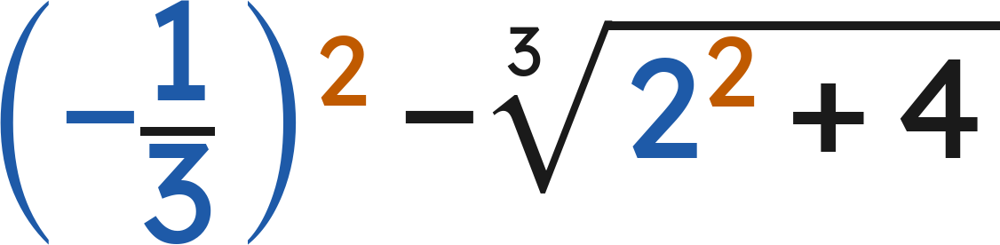 (−1/3)² − ∛(2² + 4)